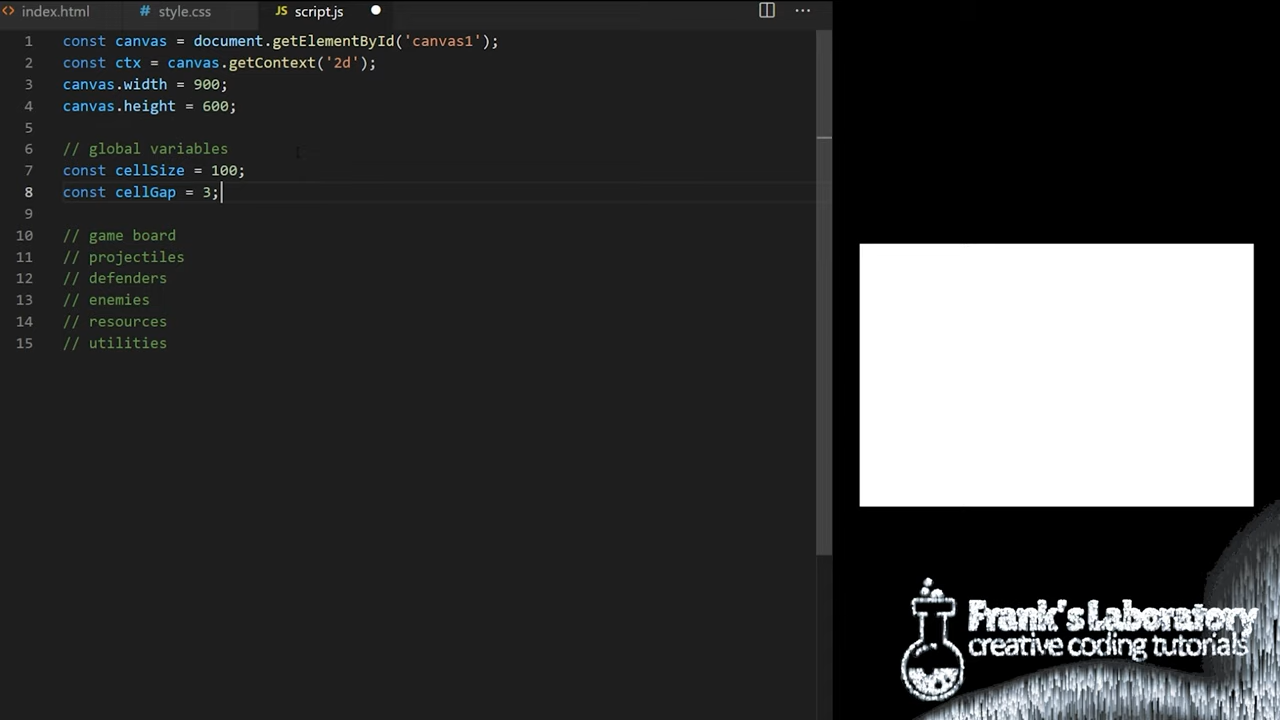 index.html
# style.css
JS script.js
1 const canvas = document.getElementById('canvas1');
2 const ctx = canvas.getContext('2d');
3 canvas.width = 900;
4 canvas.height = 600;
5
6 // global variables
7 const cellSize = 100;
8 const cellGap = 3;
9
10 // game board
11 // projectiles
12 // defenders
13 // enemies
14 // resources
15 // utilities
Frank's Laboratory
creative coding tutorials